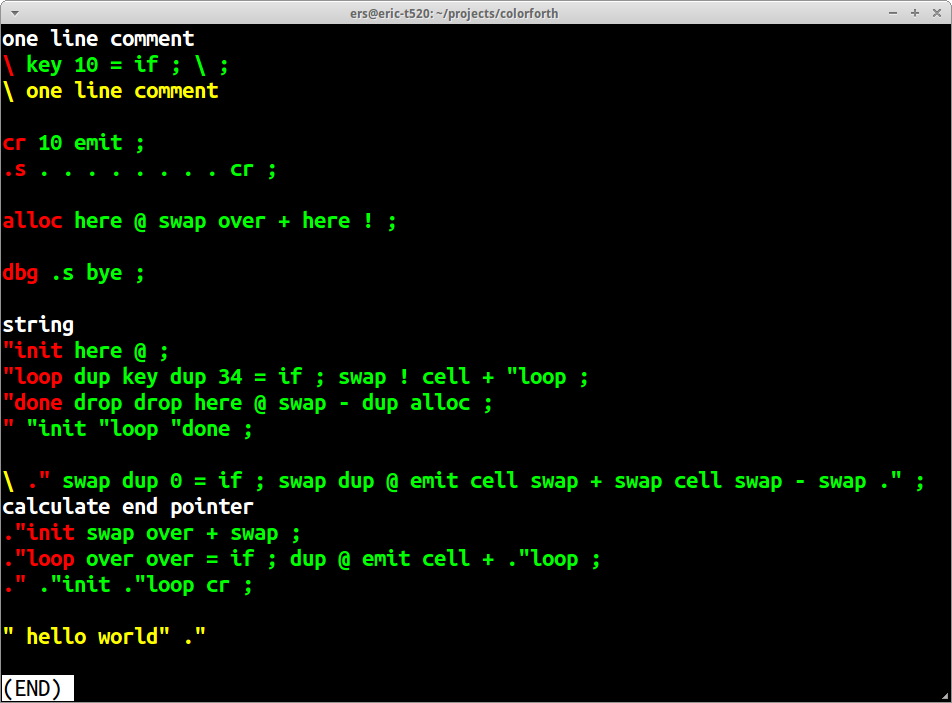 ers@eric-t520: ~/projects/colorforth
one line comment
\ key 10 = if ; \ ;
\ one line comment
cr 10 emit ;
.s . . . . . . . . cr ;
alloc here @ swap over + here ! ;
dbg .s bye ;
string
"init here @ ;
"loop dup key dup 34 = if ; swap ! cell + "loop ;
"done drop drop here @ swap - dup alloc ;
" "init "loop "done ;
\ ." swap dup 0 = if ; swap dup @ emit cell swap + swap cell swap - swap ." ;
calculate end pointer
."init swap over + swap ;
."loop over over = if ; dup @ emit cell + ."loop ;
." ."init ."loop cr ;
" hello world" ."
(END)